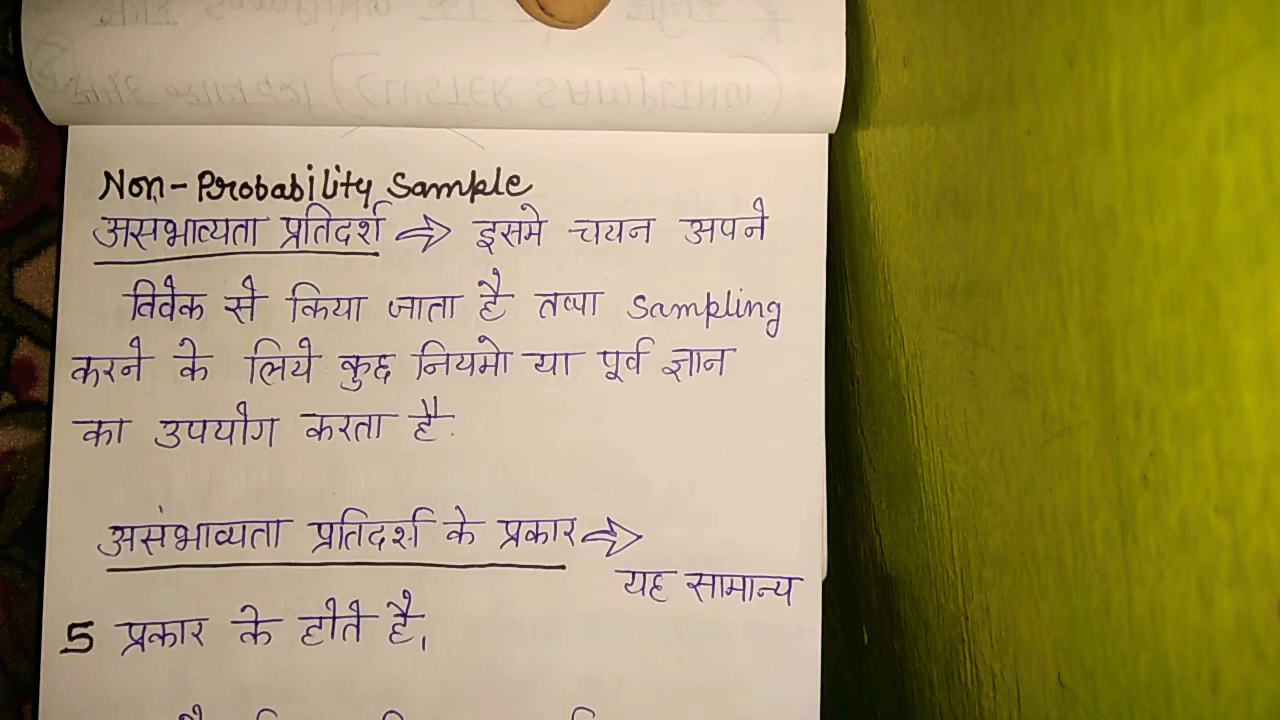 Non-Probability Sample
असंभाव्यता प्रतिदर्श ⇒ इसमे चयन अपने
विवेक से किया जाता है तथा sampling
करने के लिये कुछ नियमो या पूर्व ज्ञान
का उपयोग करता है.
असंभाव्यता प्रतिदर्श के प्रकार ⇒
यह सामान्य
5 प्रकार के होते है,